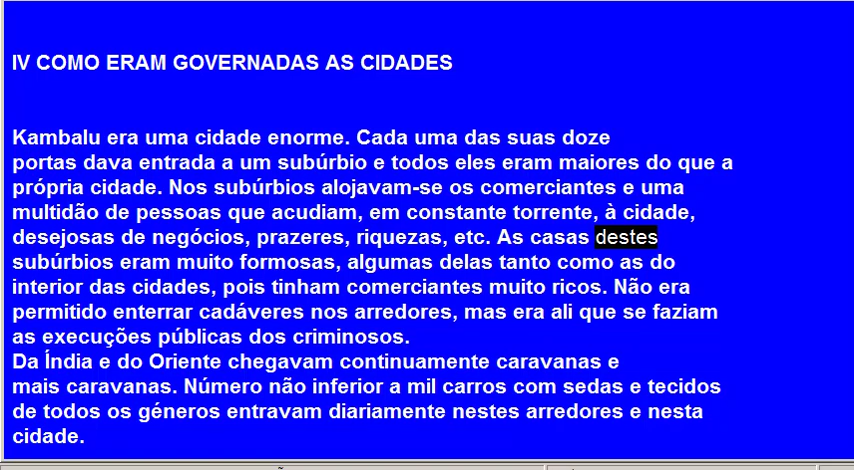 IV COMO ERAM GOVERNADAS AS CIDADES
Kambalu era uma cidade enorme. Cada uma das suas doze
portas dava entrada a um subúrbio e todos eles eram maiores do que a
própria cidade. Nos subúrbios alojavam-se os comerciantes e uma
multidão de pessoas que acudiam, em constante torrente, à cidade,
desejosas de negócios, prazeres, riquezas, etc. As casas destes
subúrbios eram muito formosas, algumas delas tanto como as do
interior das cidades, pois tinham comerciantes muito ricos. Não era
permitido enterrar cadáveres nos arredores, mas era ali que se faziam
as execuções públicas dos criminosos.
Da Índia e do Oriente chegavam continuamente caravanas e
mais caravanas. Número não inferior a mil carros com sedas e tecidos
de todos os géneros entravam diariamente nestes arredores e nesta
cidade.